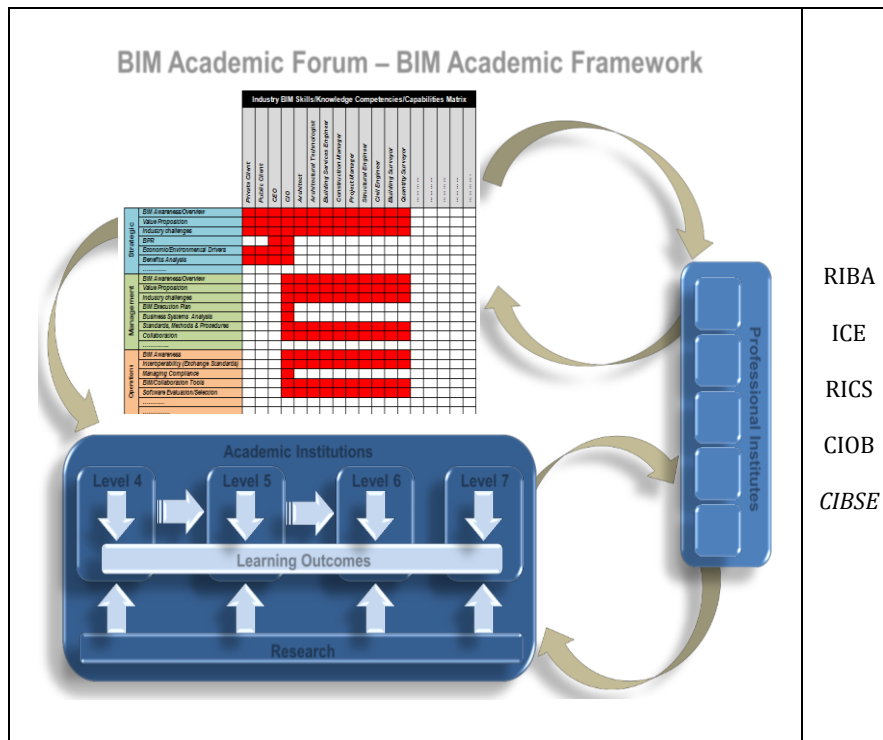 BIM Academic Forum – BIM Academic Framework
Industry BIM Skills/Knowledge Competencies/Capabilities Matrix
Private Client
Public Client
CEO
CIO
Architect
Architectural Technologist
Building Services Engineer
Construction Manager
Project Manager
Structural Engineer
Civil Engineer
Building Surveyor
Quantity Surveyor
Strategic
BIM Awareness/Overview
Value Proposition
Industry challenges
BPR
Economic/Environmental Drivers
Benefits Analysis
Management
BIM Awareness/Overview
Value Proposition
Industry challenges
BIM Execution Plan
Business Systems Analysis
Standards, Methods & Procedures
Collaboration
Operations
BIM Awareness
Interoperability (Exchange Standards)
Managing Compliance
BIM/Collaboration Tools
Software Evaluation/Selection
Academic Institutions
Level 4
Level 5
Level 6
Level 7
Learning Outcomes
Research
Professional Institutes
RIBA
ICE
RICS
CIOB
CIBSE